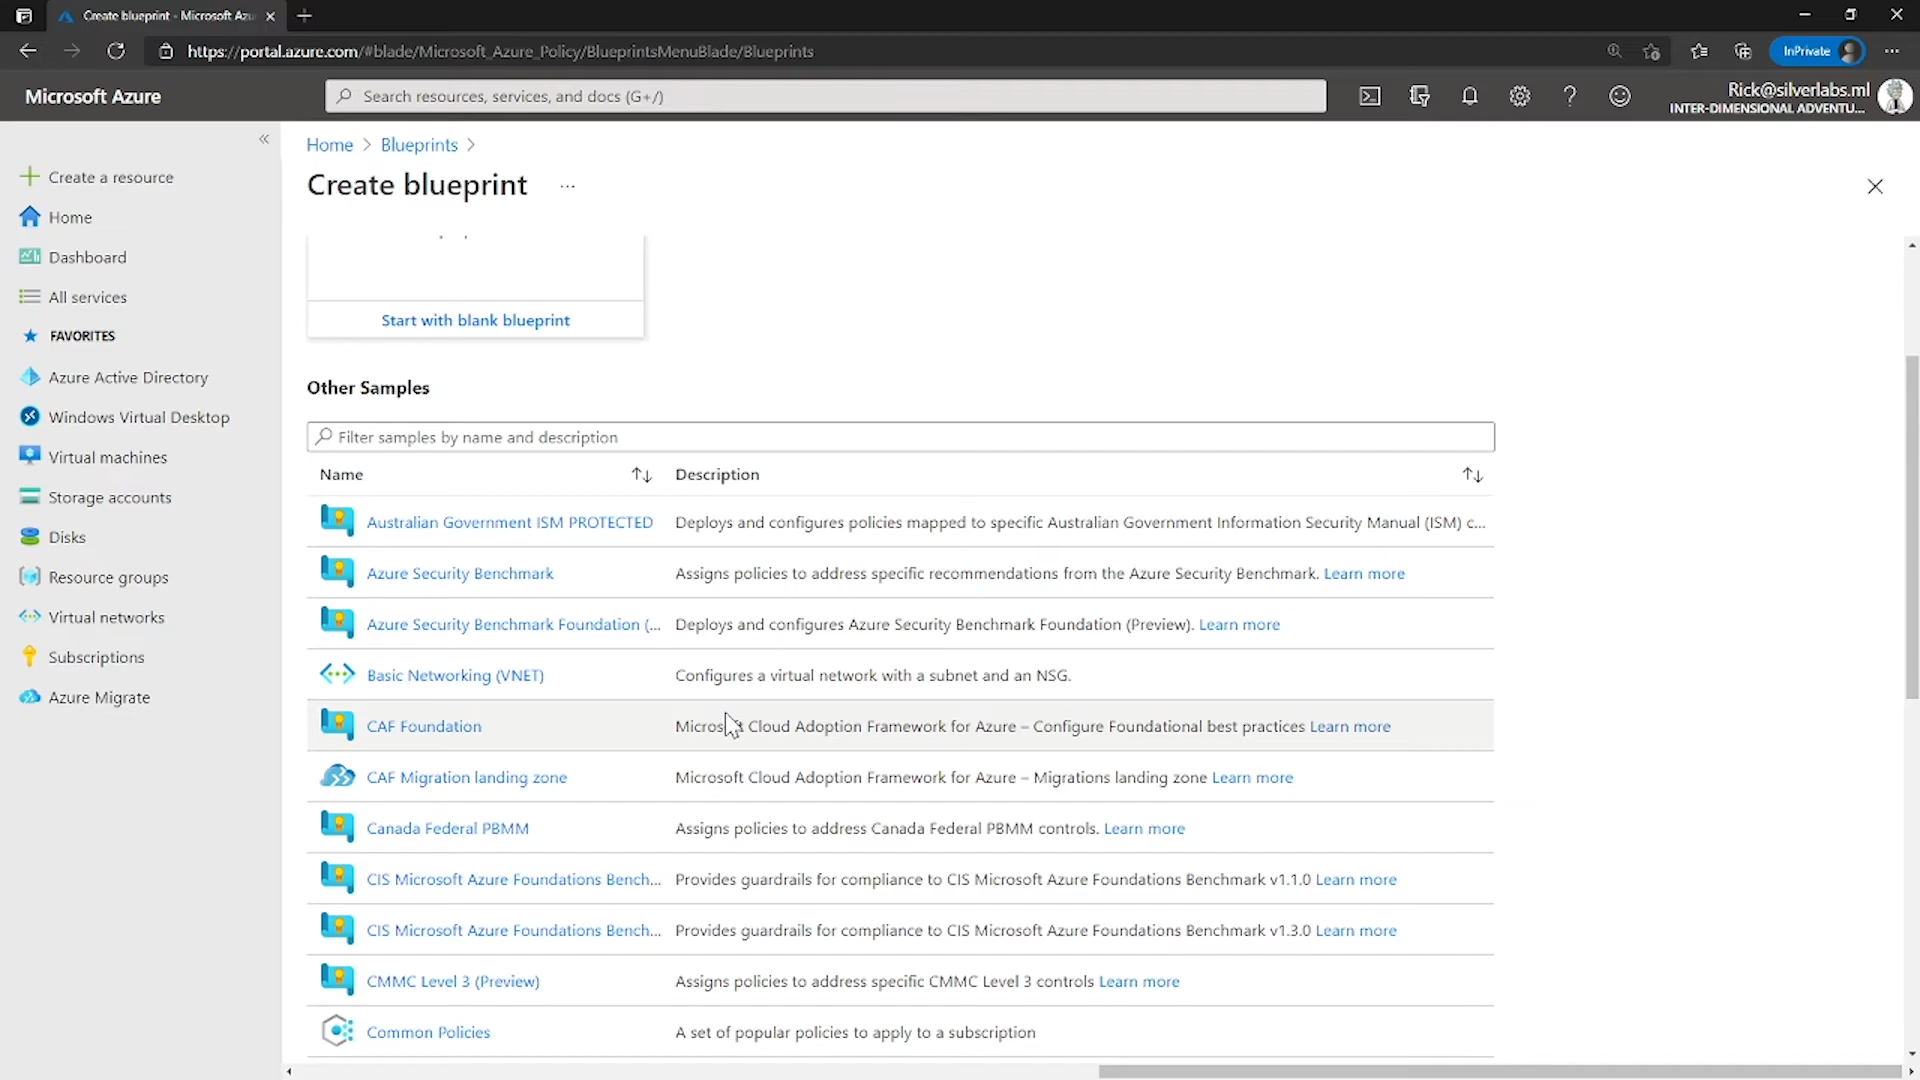 Create blueprint - Microsoft Azu
https://portal.azure.com/#blade/Microsoft_Azure_Policy/BlueprintsMenuBlade/Blueprints
InPrivate
Microsoft Azure
Search resources, services, and docs (G+/)
Rick@silverlabs.ml
INTER-DIMENSIONAL ADVENTU...
Create a resource
Home
Dashboard
All services
FAVORITES
Azure Active Directory
Windows Virtual Desktop
Virtual machines
Storage accounts
Disks
Resource groups
Virtual networks
Subscriptions
Azure Migrate
Home > Blueprints >
Create blueprint ...
Start with blank blueprint
Other Samples
Filter samples by name and description
Name Description
Australian Government ISM PROTECTED Deploys and configures policies mapped to specific Australian Government Information Security Manual (ISM) c...
Azure Security Benchmark Assigns policies to address specific recommendations from the Azure Security Benchmark. Learn more
Azure Security Benchmark Foundation (... Deploys and configures Azure Security Benchmark Foundation (Preview). Learn more
Basic Networking (VNET) Configures a virtual network with a subnet and an NSG.
CAF Foundation Microsoft Cloud Adoption Framework for Azure – Configure Foundational best practices Learn more
CAF Migration landing zone Microsoft Cloud Adoption Framework for Azure – Migrations landing zone Learn more
Canada Federal PBMM Assigns policies to address Canada Federal PBMM controls. Learn more
CIS Microsoft Azure Foundations Bench... Provides guardrails for compliance to CIS Microsoft Azure Foundations Benchmark v1.1.0 Learn more
CIS Microsoft Azure Foundations Bench... Provides guardrails for compliance to CIS Microsoft Azure Foundations Benchmark v1.3.0 Learn more
CMMC Level 3 (Preview) Assigns policies to address specific CMMC Level 3 controls Learn more
Common Policies A set of popular policies to apply to a subscription